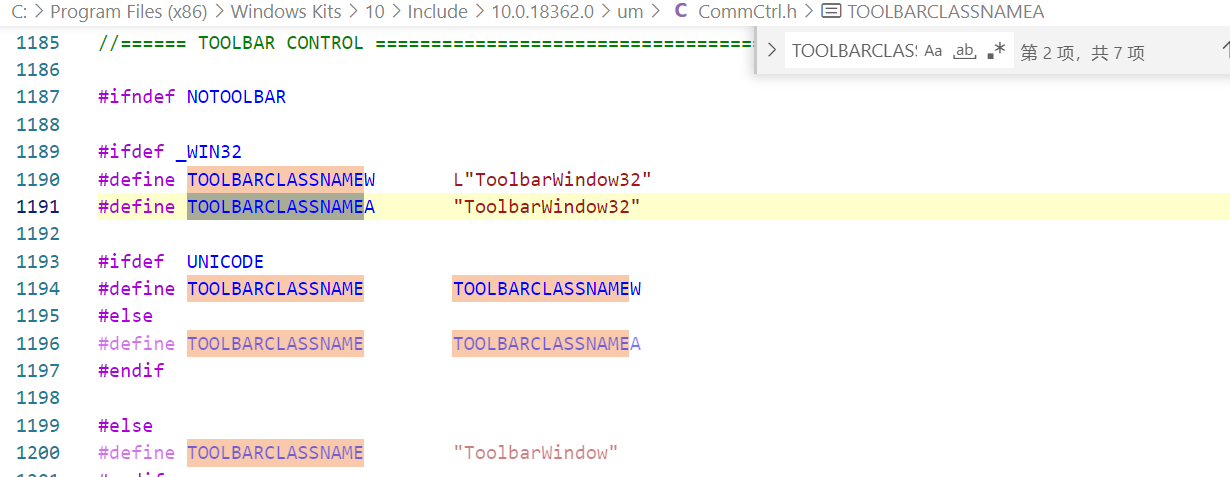 C: > Program Files (x86) > Windows Kits > 10 > Include > 10.0.18362.0 > um > C CommCtrl.h > TOOLBARCLASSNAMEA
TOOLBARCLAS Aa ab, .* 第 2 项，共 7 项
1185 //====== TOOLBAR CONTROL ==================================
1186
1187 #ifndef NOTOOLBAR
1188
1189 #ifdef _WIN32
1190 #define TOOLBARCLASSNAMEW L"ToolbarWindow32"
1191 #define TOOLBARCLASSNAMEA "ToolbarWindow32"
1192
1193 #ifdef UNICODE
1194 #define TOOLBARCLASSNAME TOOLBARCLASSNAMEW
1195 #else
1196 #define TOOLBARCLASSNAME TOOLBARCLASSNAMEA
1197 #endif
1198
1199 #else
1200 #define TOOLBARCLASSNAME "ToolbarWindow"